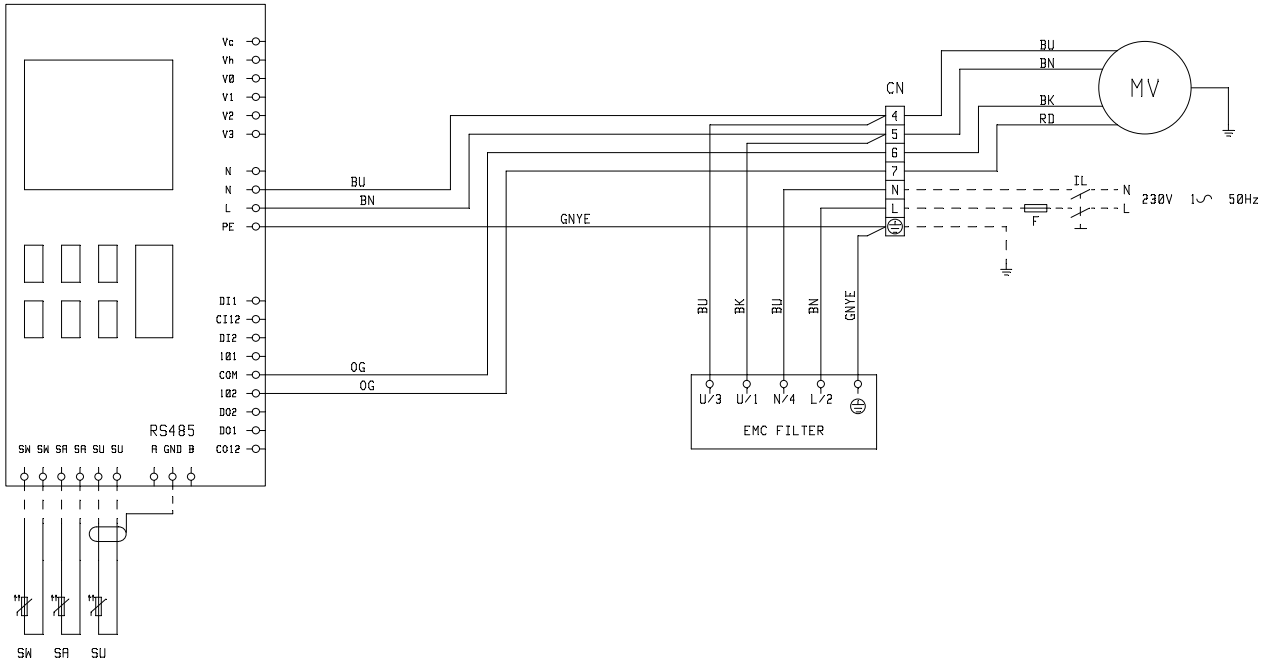 Vc
Vh
V0
V1
V2
V3
N
N
L
PE
DI1
CI12
DI2
I01
COM
I02
DO2
DO1
CO12
RS485
SW SW SA SA SU SU A GND B
SW SA SU
BU
BN
GNYE
OG
OG
CN
4
5
6
7
N
L
BU
BN
BK
RD
MV
IL
N
L
F
230V 1 50Hz
BU
BK
BU
BN
GNYE
U/3 U/1 N/4 L/2
EMC FILTER